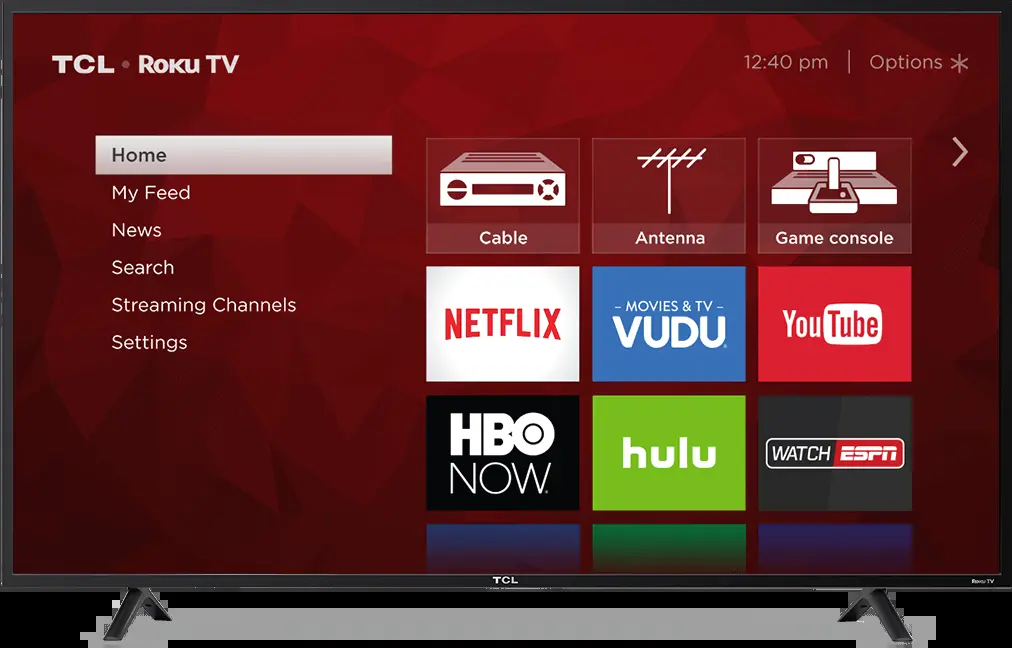 TCL • Roku TV
12:40 pm | Options
Home
My Feed
News
Search
Streaming Channels
Settings
Cable
Antenna
Game console
NETFLIX
– MOVIES & TV –
VUDU
YouTube
HBO
NOW.
hulu
WATCH ESPN
TCL
Roku TV